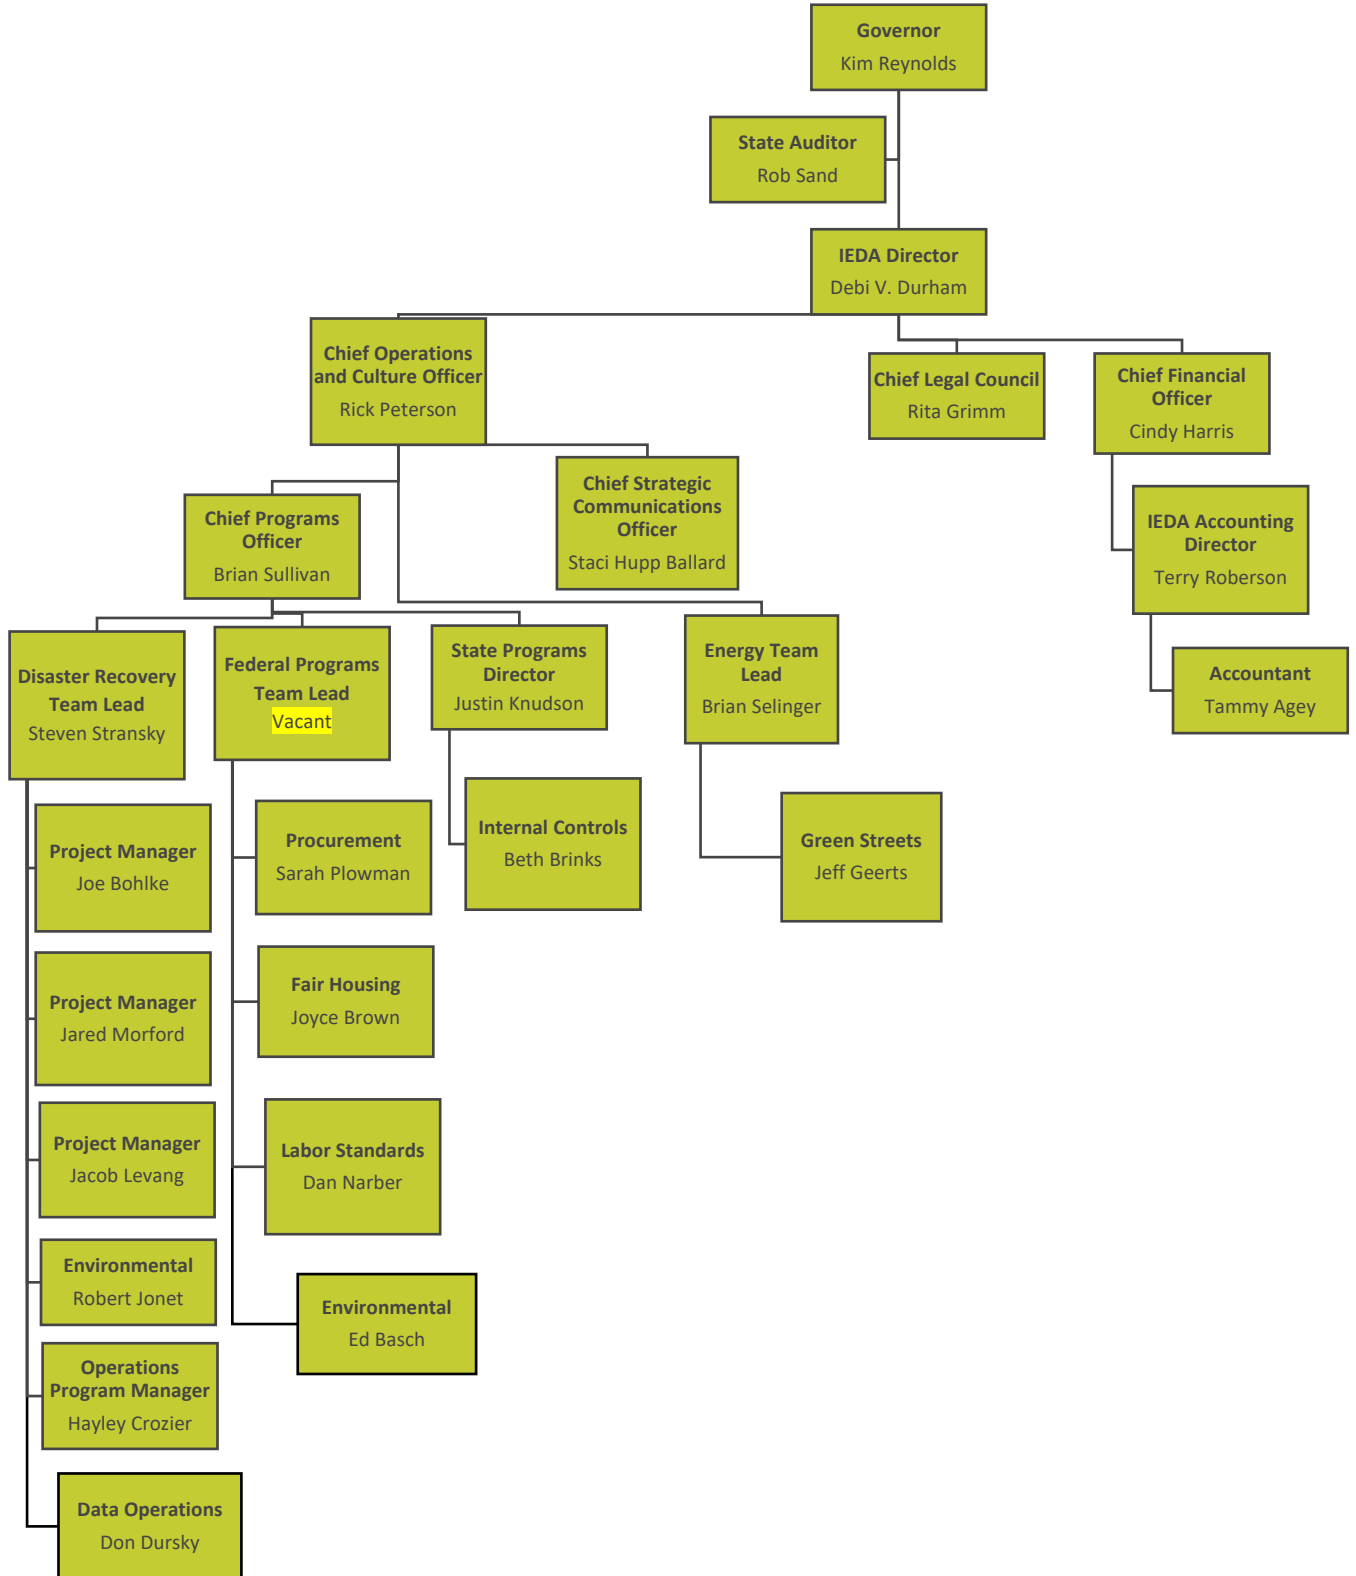 Governor
Kim Reynolds
State Auditor
Rob Sand
IEDA Director
Debi V. Durham
Chief Operations
and Culture Officer
Rick Peterson
Chief Legal Council
Rita Grimm
Chief Financial
Officer
Cindy Harris
Chief Programs
Officer
Brian Sullivan
Chief Strategic
Communications
Officer
Staci Hupp Ballard
IEDA Accounting
Director
Terry Roberson
Disaster Recovery
Team Lead
Steven Stransky
Federal Programs
Team Lead
Vacant
State Programs
Director
Justin Knudson
Energy Team
Lead
Brian Selinger
Accountant
Tammy Agey
Project Manager
Joe Bohlke
Procurement
Sarah Plowman
Internal Controls
Beth Brinks
Green Streets
Jeff Geerts
Project Manager
Jared Morford
Fair Housing
Joyce Brown
Project Manager
Jacob Levang
Labor Standards
Dan Narber
Environmental
Robert Jonet
Environmental
Ed Basch
Operations
Program Manager
Hayley Crozier
Data Operations
Don Dursky